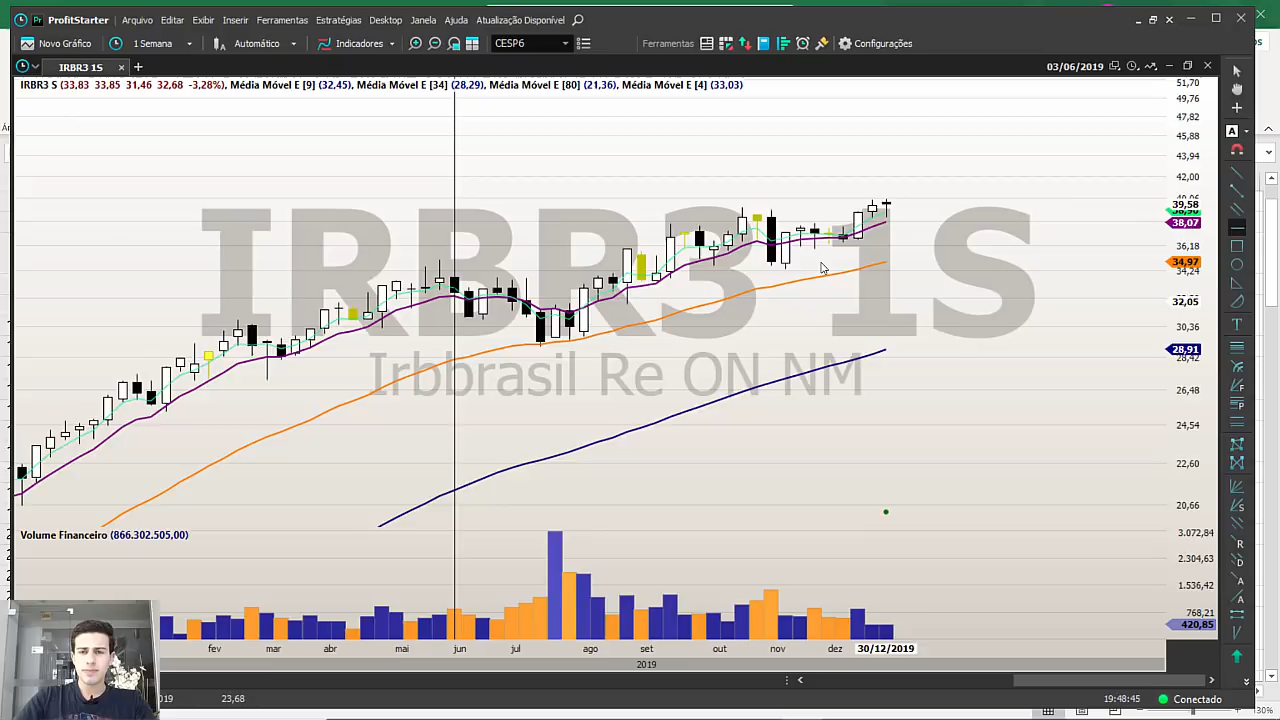 ProfitStarter Arquivo Editar Exibir Inserir Ferramentas Estratégias Desktop Janela Ajuda Atualização Disponível
Novo Gráfico 1 Semana Automático Indicadores CESP6 Ferramentas Configurações
IRBR3 1S 03/06/2019
IRBR3 S (33,83 33,85 31,46 32,68 -3,28%), Média Móvel E [9] (32,45), Média Móvel E [34] (28,29), Média Móvel E [80] (21,36), Média Móvel E [4] (33,03)
51,70
49,76
47,82
45,88
43,94
42,00
39,58
38,07
36,18
34,97
34,24
32,05
30,36
28,91
28,42
26,48
24,54
22,60
20,66
IRBR3 1S
Irbbrasil Re ON NM
Volume Financeiro (866.302.505,00)
3.072,84
2.304,63
1.536,42
768,21
420,85
fev mar abr mai jun jul ago set out nov dez 30/12/2019
2019
2019 23,68 19:48:45 Conectado
30%